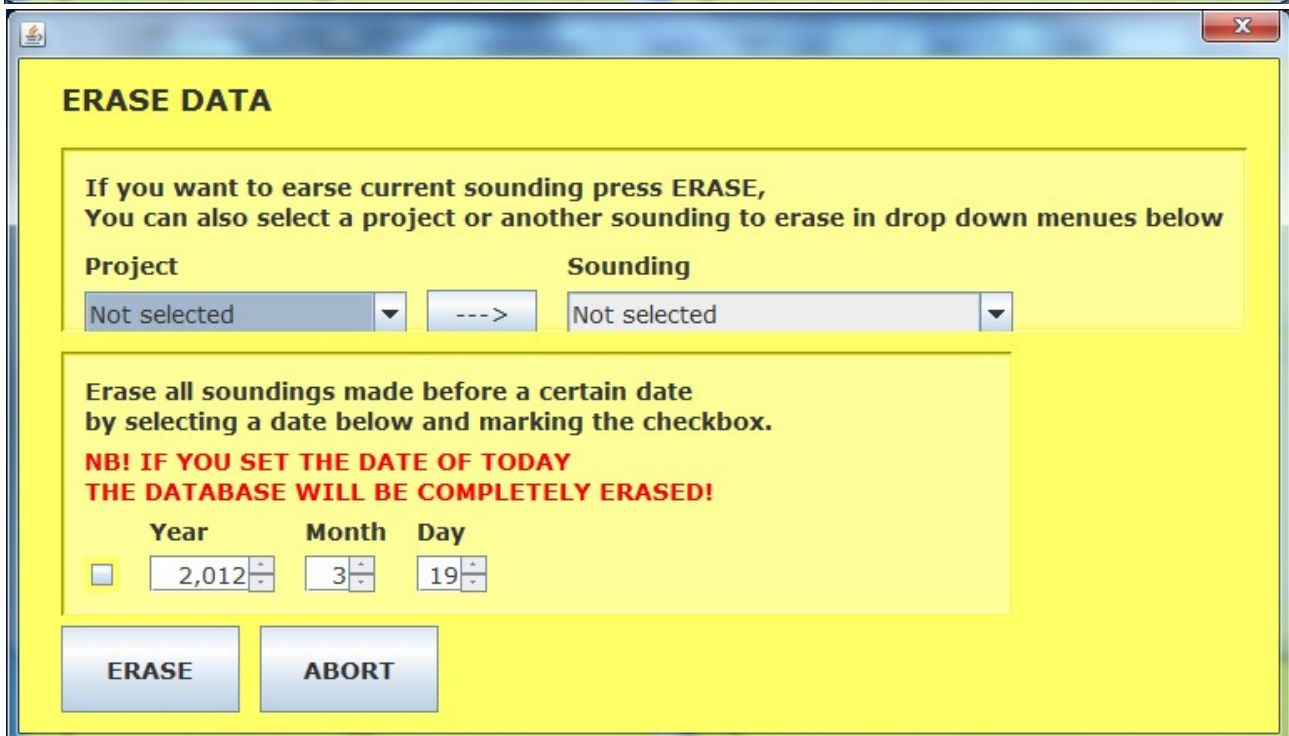 ERASE DATA
If you want to earse current sounding press ERASE,
You can also select a project or another sounding to erase in drop down menues below
Project Sounding
Not selected ---> Not selected
Erase all soundings made before a certain date
by selecting a date below and marking the checkbox.
NB! IF YOU SET THE DATE OF TODAY
THE DATABASE WILL BE COMPLETELY ERASED!
Year Month Day
2,012 3 19
ERASE ABORT